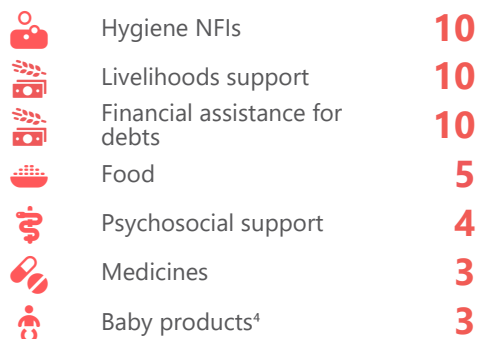 Hygiene NFIs 10
Livelihoods support 10
Financial assistance for
debts 10
Food 5
Psychosocial support 4
Medicines 3
Baby products⁴ 3